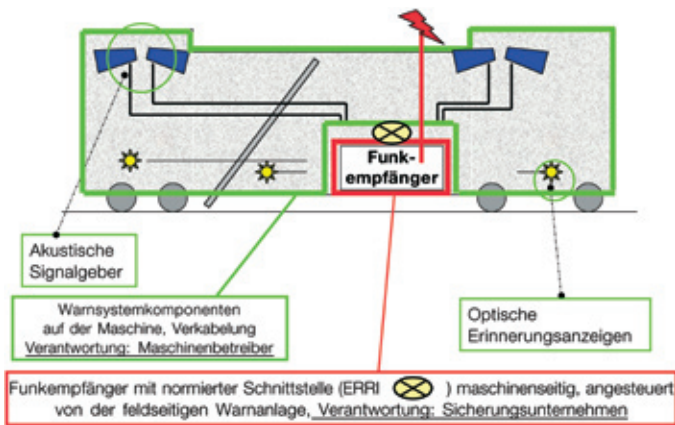 Funk-
empfänger
Akustische
Signalgeber
Warnsystemkomponenten
auf der Maschine, Verkabelung
Verantwortung: Maschinenbetreiber
Optische
Erinnerungsanzeigen
Funkempfänger mit normierter Schnittstelle (ERRI ) maschinenseitig, angesteuert
von der feldseitigen Warnanlage, Verantwortung: Sicherungsunternehmen